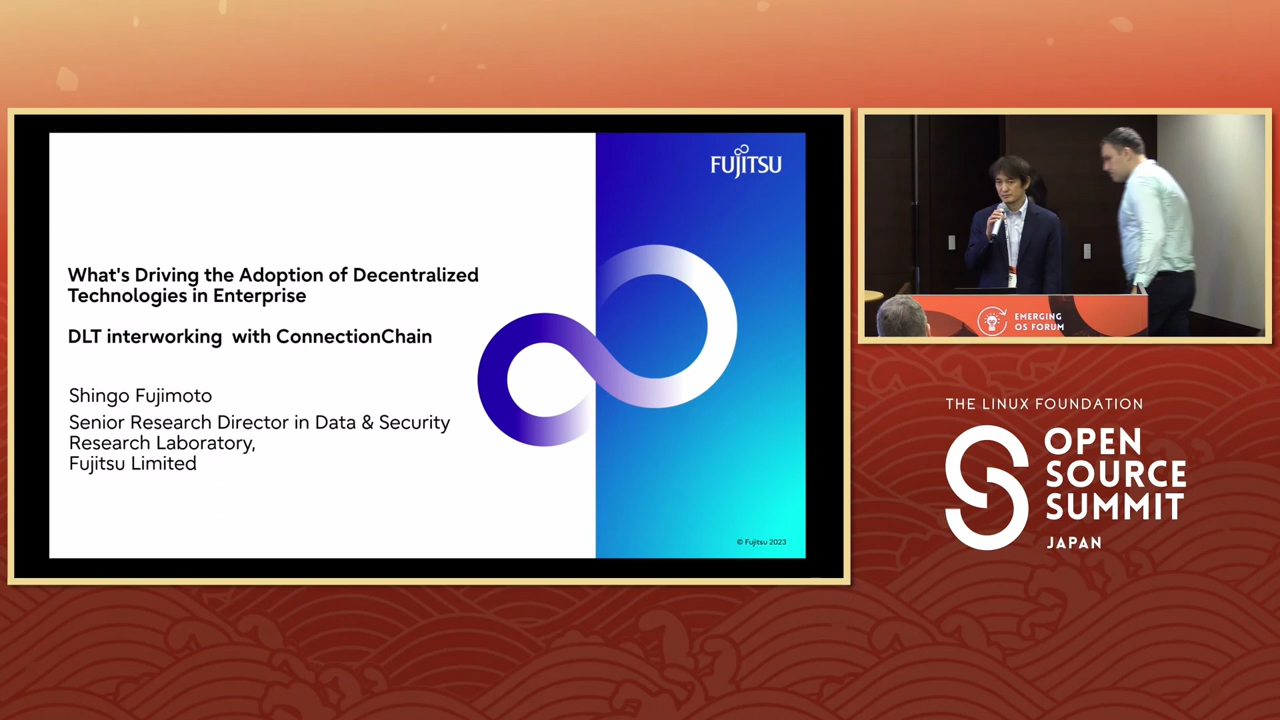 FUJITSU
What's Driving the Adoption of Decentralized
Technologies in Enterprise
DLT interworking with ConnectionChain
Shingo Fujimoto
Senior Research Director in Data & Security
Research Laboratory,
Fujitsu Limited
© Fujitsu 2023
EMERGING
OS FORUM
THE LINUX FOUNDATION
OPEN
SOURCE
SUMMIT
JAPAN